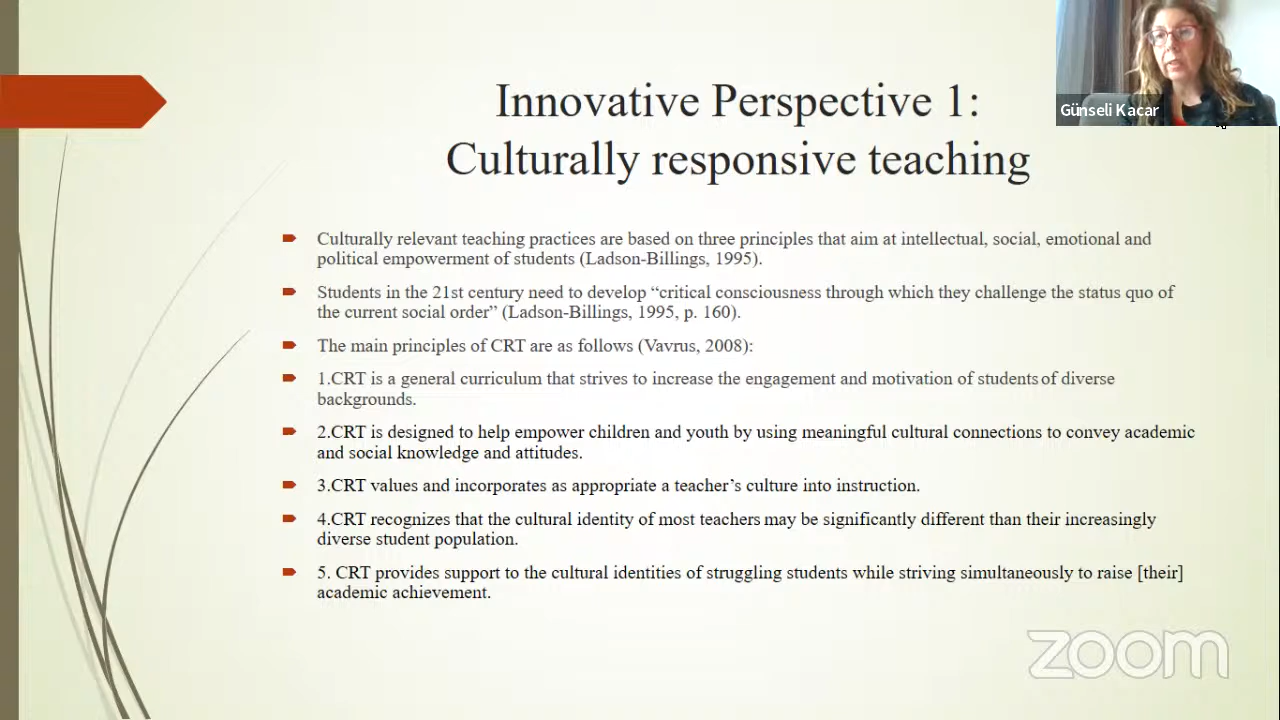 Innovative Perspective 1:
Culturally responsive teaching
Günseli Kacar
Culturally relevant teaching practices are based on three principles that aim at intellectual, social, emotional and
political empowerment of students (Ladson-Billings, 1995).
Students in the 21st century need to develop “critical consciousness through which they challenge the status quo of
the current social order” (Ladson-Billings, 1995, p. 160).
The main principles of CRT are as follows (Vavrus, 2008):
1.CRT is a general curriculum that strives to increase the engagement and motivation of students of diverse
backgrounds.
2.CRT is designed to help empower children and youth by using meaningful cultural connections to convey academic
and social knowledge and attitudes.
3.CRT values and incorporates as appropriate a teacher’s culture into instruction.
4.CRT recognizes that the cultural identity of most teachers may be significantly different than their increasingly
diverse student population.
5. CRT provides support to the cultural identities of struggling students while striving simultaneously to raise [their]
academic achievement.
zoom